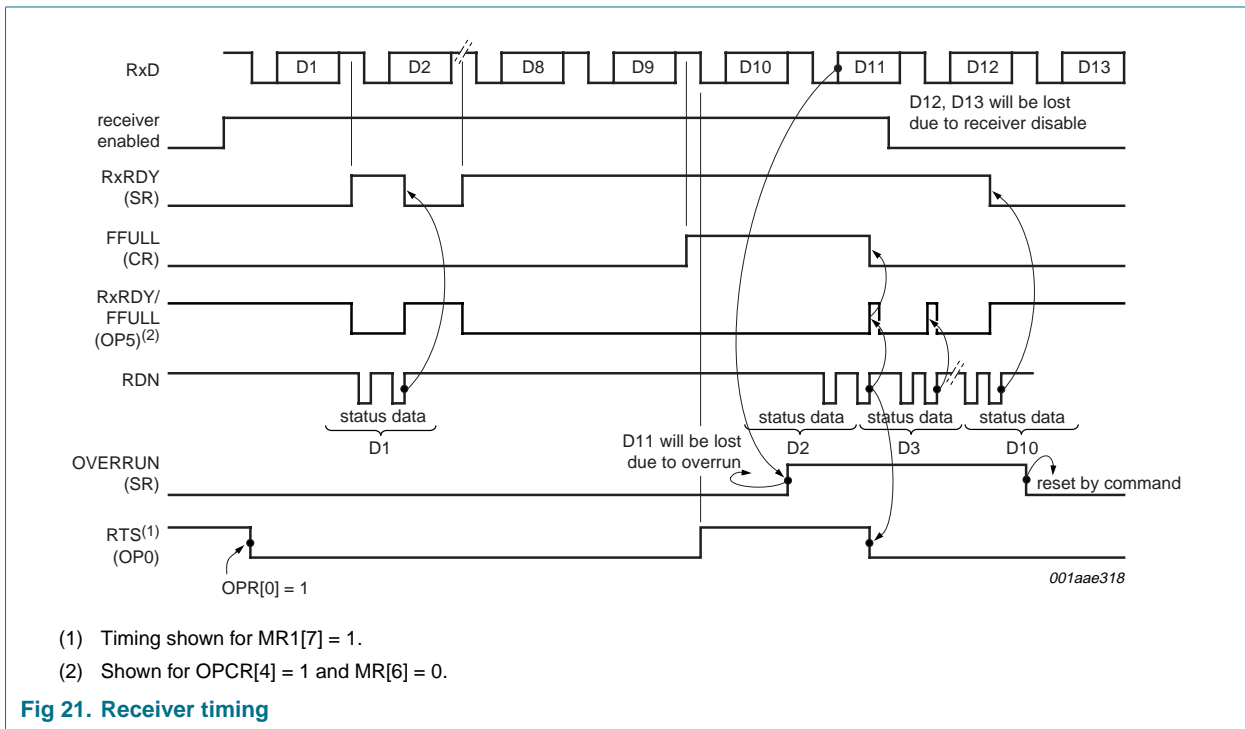 RxD
D1
D2
D8
D9
D10
D11
D12
D13
D12, D13 will be lost
due to receiver disable
receiver
enabled
RxRDY
(SR)
FFULL
(CR)
RxRDY/
FFULL
(OP5)(2)
RDN
status data
D1
status data
D2
status data
D3
status data
D10
D11 will be lost
due to overrun
OVERRUN
(SR)
reset by command
RTS(1)
(OP0)
OPR[0] = 1
001aae318
(1) Timing shown for MR1[7] = 1.
(2) Shown for OPCR[4] = 1 and MR[6] = 0.
Fig 21. Receiver timing